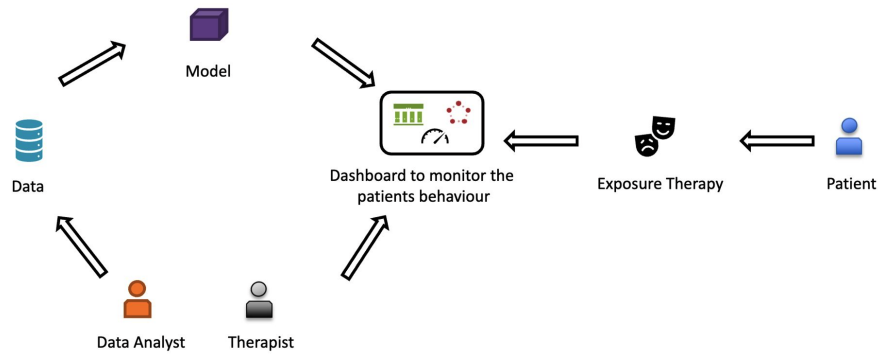 Model
Data
Dashboard to monitor the
patients behaviour
Exposure Therapy
Patient
Data Analyst
Therapist